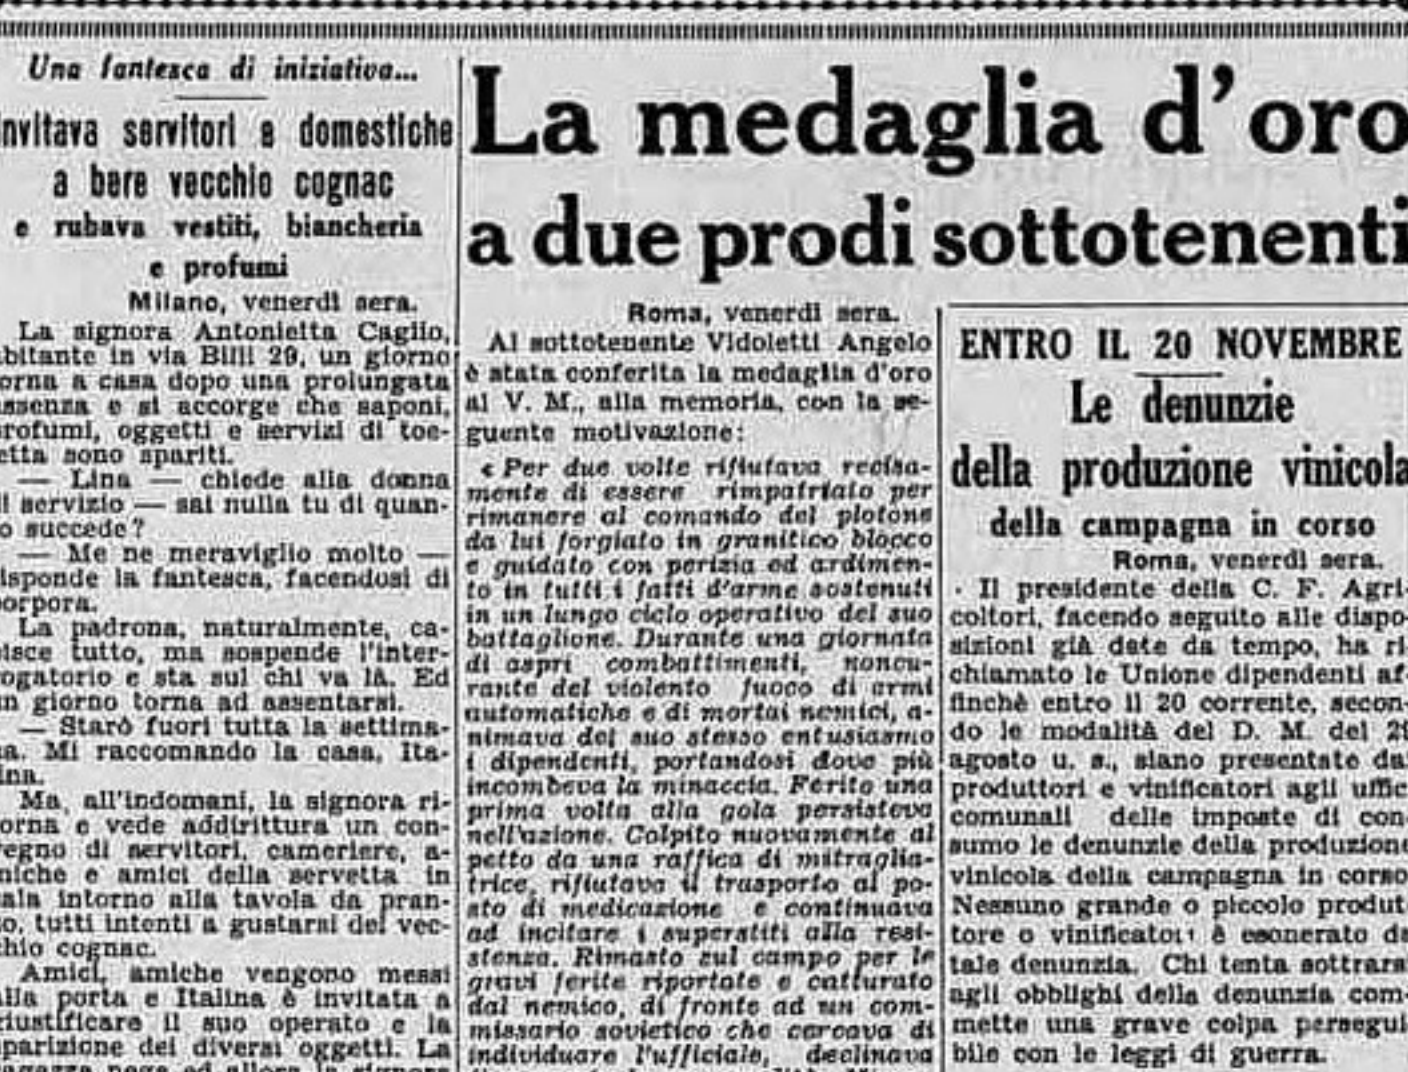 Una fantesca di iniziativa...
Invitava servitori e domestiche
a bere vecchio cognac
e rubava vestiti, biancheria
e profumi
Milano, venerdì sera.
La signora Antonietta Caglio,
abitante in via Billi 29, un giorno
torna a casa dopo una prolungata
assenza e si accorge che saponi,
profumi, oggetti e servizi di toe-
letta sono spariti.
— Lina — chiede alla donna
di servizio — sai nulla tu di quan-
to succede?
— Me ne meraviglio molto —
risponde la fantesca, facendosi di
porpora.
La padrona, naturalmente, ca-
pisce tutto, ma sospende l'inter-
rogatorio e sta sul chi va là. Ed
un giorno torna ad assentarsi.
— Starò fuori tutta la settima-
na. Mi raccomando la casa, Ita-
lina.
Ma, all'indomani, la signora ri-
torna e vede addirittura un con-
vegno di servitori, cameriere, a-
miche e amici della servetta in
sala intorno alla tavola da pran-
zo, tutti intenti a gustarsi del vec-
chio cognac.
Amici, amiche vengono messi
alla porta e Italina è invitata a
giustificare il suo operato e la
sparizione dei diversi oggetti. La
ragazza nega ed allora la signora
La medaglia d'oro
a due prodi sottotenenti
Roma, venerdì sera.
Al sottotenente Vidoletti Angelo
è stata conferita la medaglia d'oro
al V. M., alla memoria, con la se-
guente motivazione:
« Per due volte rifiutava recisa-
mente di essere rimpatriato per
rimanere al comando del plotone
da lui forgiato in granitico blocco
e guidato con perizia ed ardimen-
to in tutti i fatti d'arme sostenuti
in un lungo ciclo operativo del suo
battaglione. Durante una giornata
di aspri combattimenti, noncu-
rante del violento fuoco di armi
automatiche e di mortai nemici, a-
nimava del suo stesso entusiasmo
i dipendenti, portandosi dove più
incombeva la minaccia. Ferito una
prima volta alla gola persisteva
nell'azione. Colpito nuovamente al
petto da una raffica di mitraglia-
trice, rifiutava il trasporto al po-
sto di medicazione e continuava
ad incitare i superstiti alla resi-
stenza. Rimasto sul campo per le
gravi ferite riportate e catturato
dal nemico, di fronte ad un com-
missario sovietico che cercava di
individuare l'ufficiale, declinava
ENTRO IL 20 NOVEMBRE
Le denunzie
della produzione vinicola
della campagna in corso
Roma, venerdì sera.
Il presidente della C. F. Agri-
coltori, facendo seguito alle dispo-
sizioni già date da tempo, ha ri-
chiamato le Unione dipendenti af-
finchè entro il 20 corrente, secon-
do le modalità del D. M. del 29
agosto u. s., siano presentate dai
produttori e vinificatori agli uffici
comunali delle imposte di con-
sumo le denunzie della produzione
vinicola della campagna in corso
Nessuno grande o piccolo produt-
tore o vinificatori è esonerato da
tale denunzia. Chi tenta sottrarsi
agli obblighi della denunzia com-
mette una grave colpa persegui-
bile con le leggi di guerra.